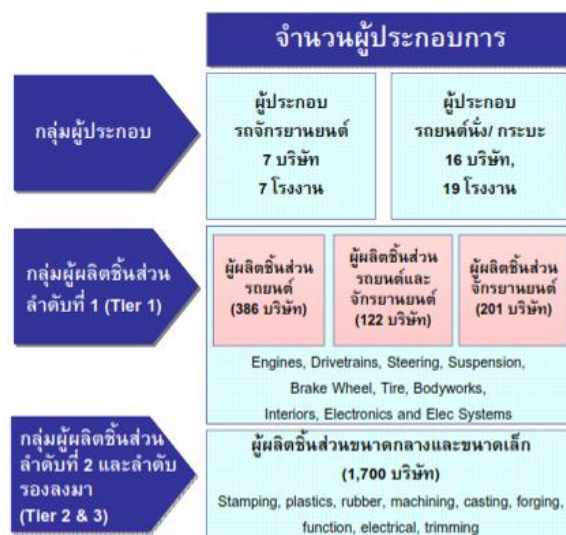 จำนวนผู้ประกอบการ
กลุ่มผู้ประกอบ
ผู้ประกอบ
รถจักรยานยนต์
7 บริษัท
7 โรงงาน
ผู้ประกอบ
รถยนต์นั่ง/ กระบะ
16 บริษัท,
19 โรงงาน
กลุ่มผู้ผลิตชิ้นส่วน
ลำดับที่ 1 (Tier 1)
ผู้ผลิตชิ้นส่วน
รถยนต์
(386 บริษัท)
ผู้ผลิตชิ้นส่วน
รถยนต์และ
จักรยานยนต์
(122 บริษัท)
ผู้ผลิตชิ้นส่วน
จักรยานยนต์
(201 บริษัท)
Engines, Drivetrains, Steering, Suspension,
Brake Wheel, Tire, Bodyworks,
Interiors, Electronics and Elec Systems
กลุ่มผู้ผลิตชิ้นส่วน
ลำดับที่ 2 และลำดับ
รองลงมา
(Tier 2 & 3)
ผู้ผลิตชิ้นส่วนขนาดกลางและขนาดเล็ก
(1,700 บริษัท)
Stamping, plastics, rubber, machining, casting, forging,
function, electrical, trimming